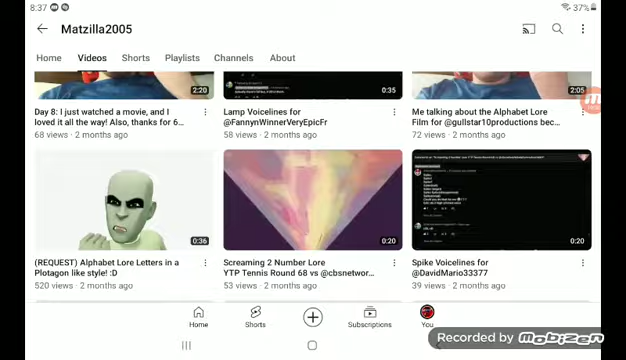 8:37
37%
Matzilla2005
Home Videos Shorts Playlists Channels About
2:20
0:35
2:05
Day 8: I just watched a movie, and I
loved it all the way! Also, thanks for 6...
68 views · 2 months ago
Lamp Voicelines for
@FannynWinnerVeryEpicFr
58 views · 2 months ago
Me talking about the Alphabet Lore
Film for @gullstar10productions bec...
72 views · 2 months ago
0:36
0:20
0:20
(REQUEST) Alphabet Lore Letters in a
Plotagon like style! :D
520 views · 2 months ago
Screaming 2 Number Lore
YTP Tennis Round 68 vs @cbsnetwor...
53 views · 2 months ago
Spike Voicelines for
@DavidMario33377
39 views · 2 months ago
Home
Shorts
Subscriptions
You
Recorded by Mobizen